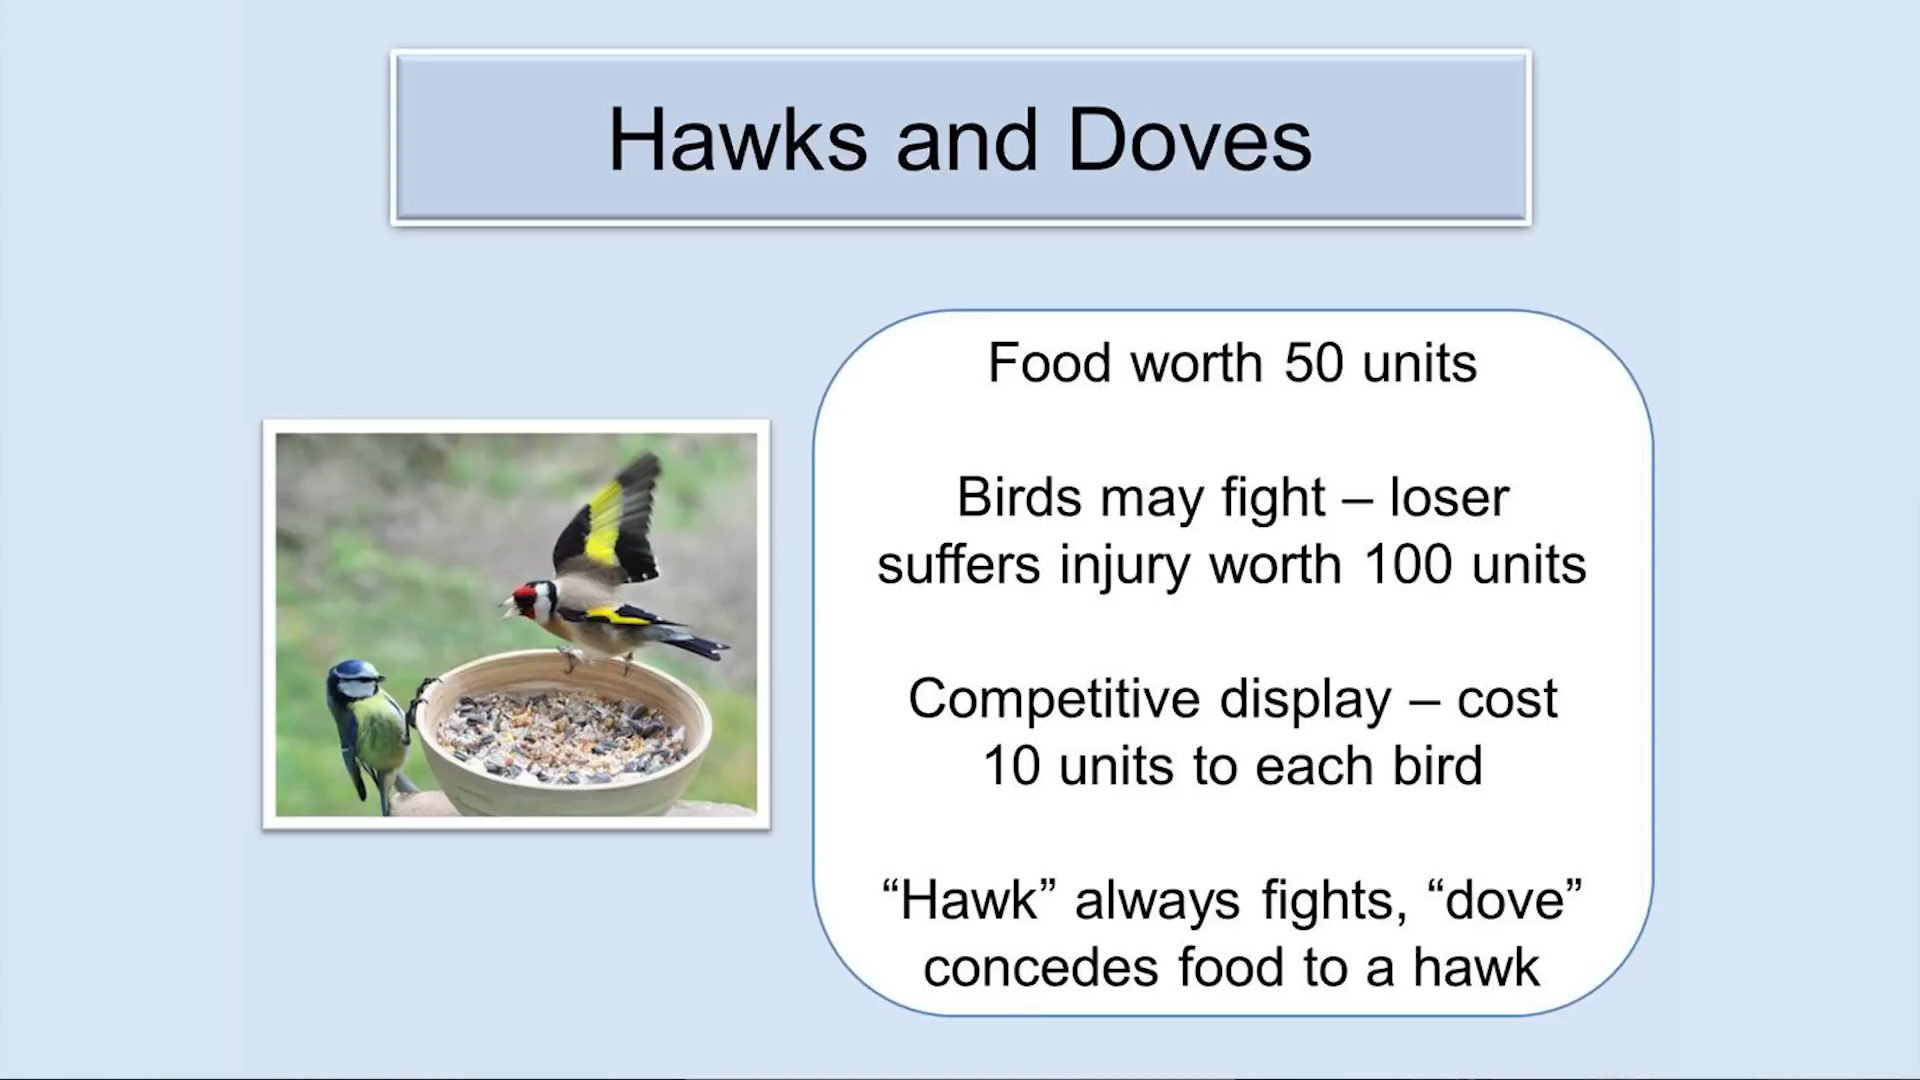 Hawks and Doves
Food worth 50 units
Birds may fight – loser
suffers injury worth 100 units
Competitive display – cost
10 units to each bird
“Hawk” always fights, “dove”
concedes food to a hawk